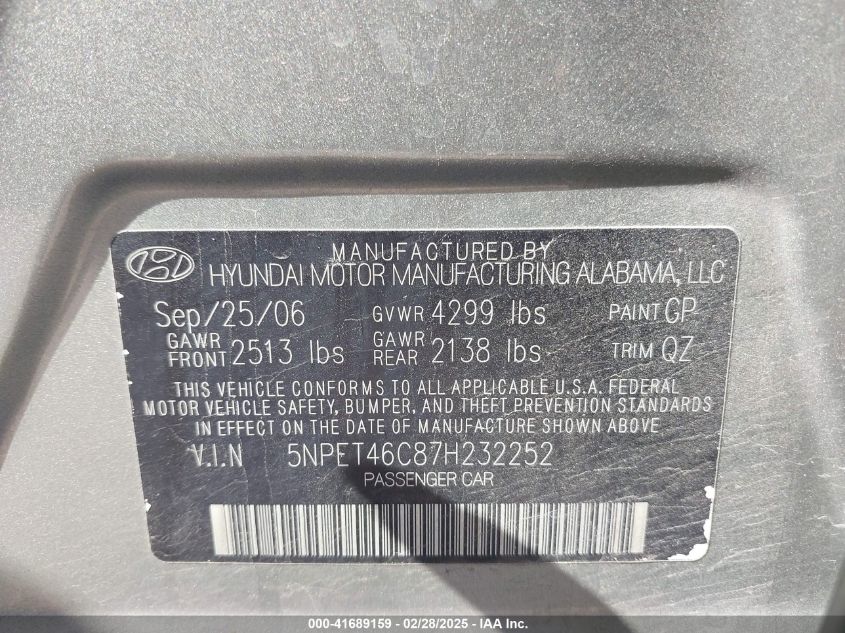 MANUFACTURED BY
HYUNDAI MOTOR MANUFACTURING ALABAMA, LLC
Sep/25/06 GVWR 4299 lbs PAINT GP
GAWR FRONT 2513 lbs GAWR REAR 2138 lbs TRIM QZ
THIS VEHICLE CONFORMS TO ALL APPLICABLE U.S.A. FEDERAL
MOTOR VEHICLE SAFETY, BUMPER, AND THEFT PREVENTION STANDARDS
IN EFFECT ON THE DATE OF MANUFACTURE SHOWN ABOVE
V.I.N 5NPET46C87H232252
PASSENGER CAR
000-41689159 - 02/28/2025 - IAA Inc.